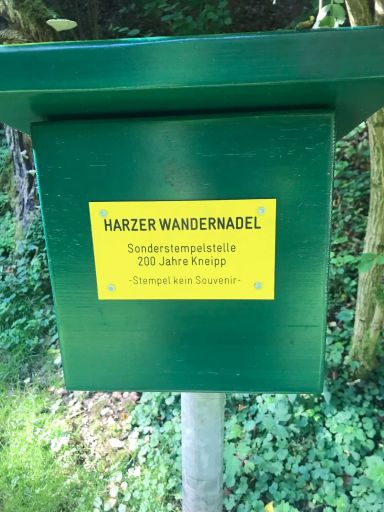 HARZER WANDERNADEL
Sonderstempelstelle
200 Jahre Kneipp
-Stempel kein Souvenir-